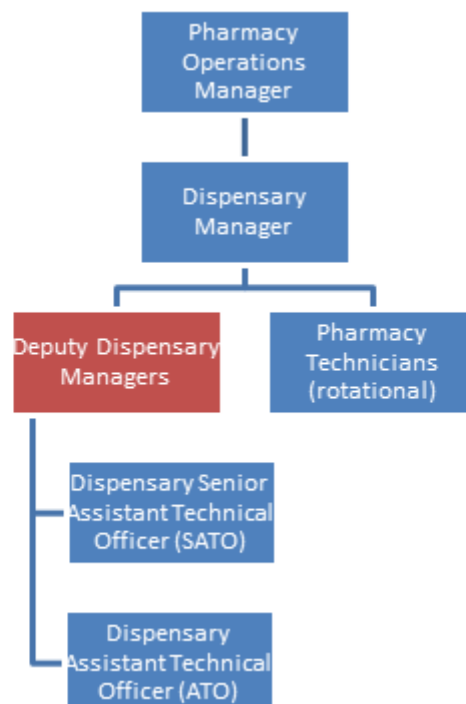 Pharmacy
Operations
Manager
Dispensary
Manager
Deputy Dispensary
Managers
Pharmacy
Technicians
(rotational)
Dispensary Senior
Assistant Technical
Officer (SATO)
Dispensary
Assistant Technical
Officer (ATO)